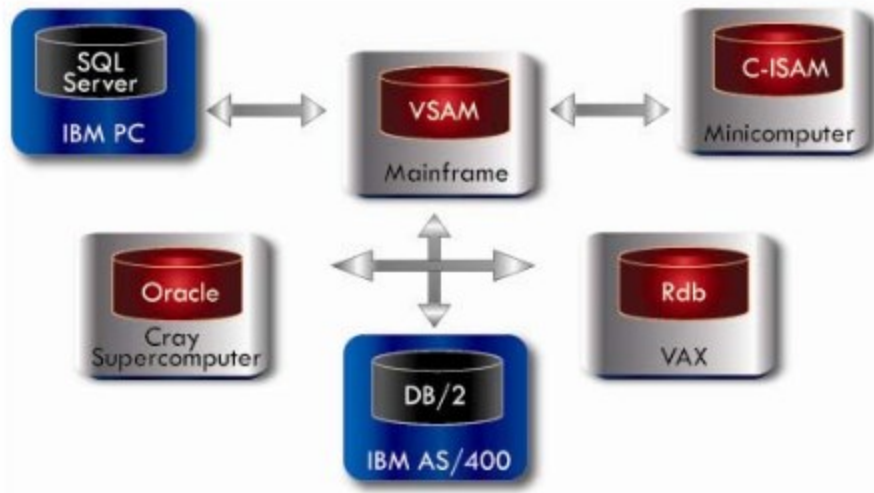 SQL
Server
IBM PC
VSAM
Mainframe
C-ISAM
Minicomputer
Oracle
Cray
Supercomputer
Rdb
VAX
DB/2
IBM AS/400